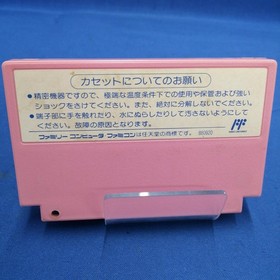 カセットについてのお願い
●精密機器ですので、極端な温度条件下での使用や保管および強い
ショックをさけてください。また、絶対に分解しないでください。
●端子部に手を触れたり、水にぬらしたりして汚さないようにしてく
ださい。故障の原因となります。
ファミリーコンピュータ ファミコンは任天堂の商標です。